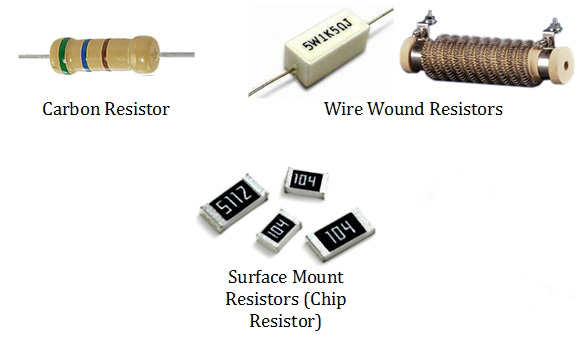 5W1K5ΩJ
Carbon Resistor
Wire Wound Resistors
5112
104
104
104
Surface Mount
Resistors (Chip
Resistor)